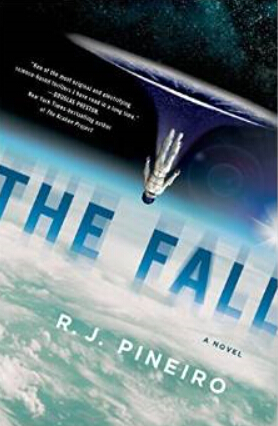 "One of the most original and electrifying
science-based thrillers I have read in a long time."
—DOUGLAS PRESTON,
New York Times bestselling author
of The Kraken Project
THE FALL
A NOVEL
R. J. PINEIRO